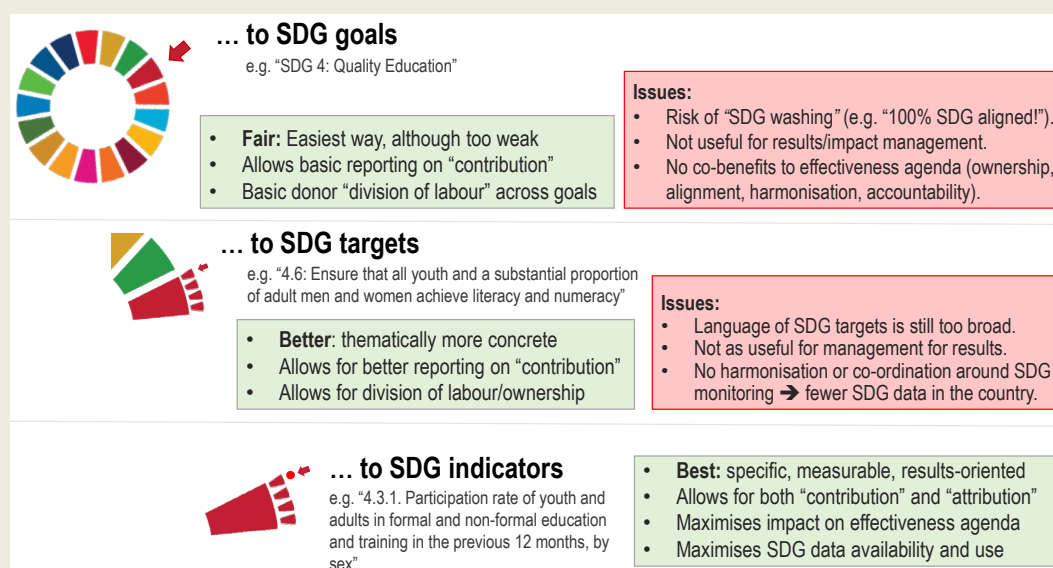 … to SDG goals
e.g. “SDG 4: Quality Education”
• Fair: Easiest way, although too weak
• Allows basic reporting on “contribution”
• Basic donor “division of labour” across goals
Issues:
• Risk of “SDG washing” (e.g. “100% SDG aligned!”).
• Not useful for results/impact management.
• No co-benefits to effectiveness agenda (ownership,
alignment, harmonisation, accountability).
… to SDG targets
e.g. “4.6: Ensure that all youth and a substantial proportion
of adult men and women achieve literacy and numeracy”
• Better: thematically more concrete
• Allows for better reporting on “contribution”
• Allows for division of labour/ownership
Issues:
• Language of SDG targets is still too broad.
• Not as useful for management for results.
• No harmonisation or co-ordination around SDG
monitoring ➔ fewer SDG data in the country.
… to SDG indicators
e.g. “4.3.1. Participation rate of youth and
adults in formal and non-formal education
and training in the previous 12 months, by
sex”
• Best: specific, measurable, results-oriented
• Allows for both “contribution” and “attribution”
• Maximises impact on effectiveness agenda
• Maximises SDG data availability and use